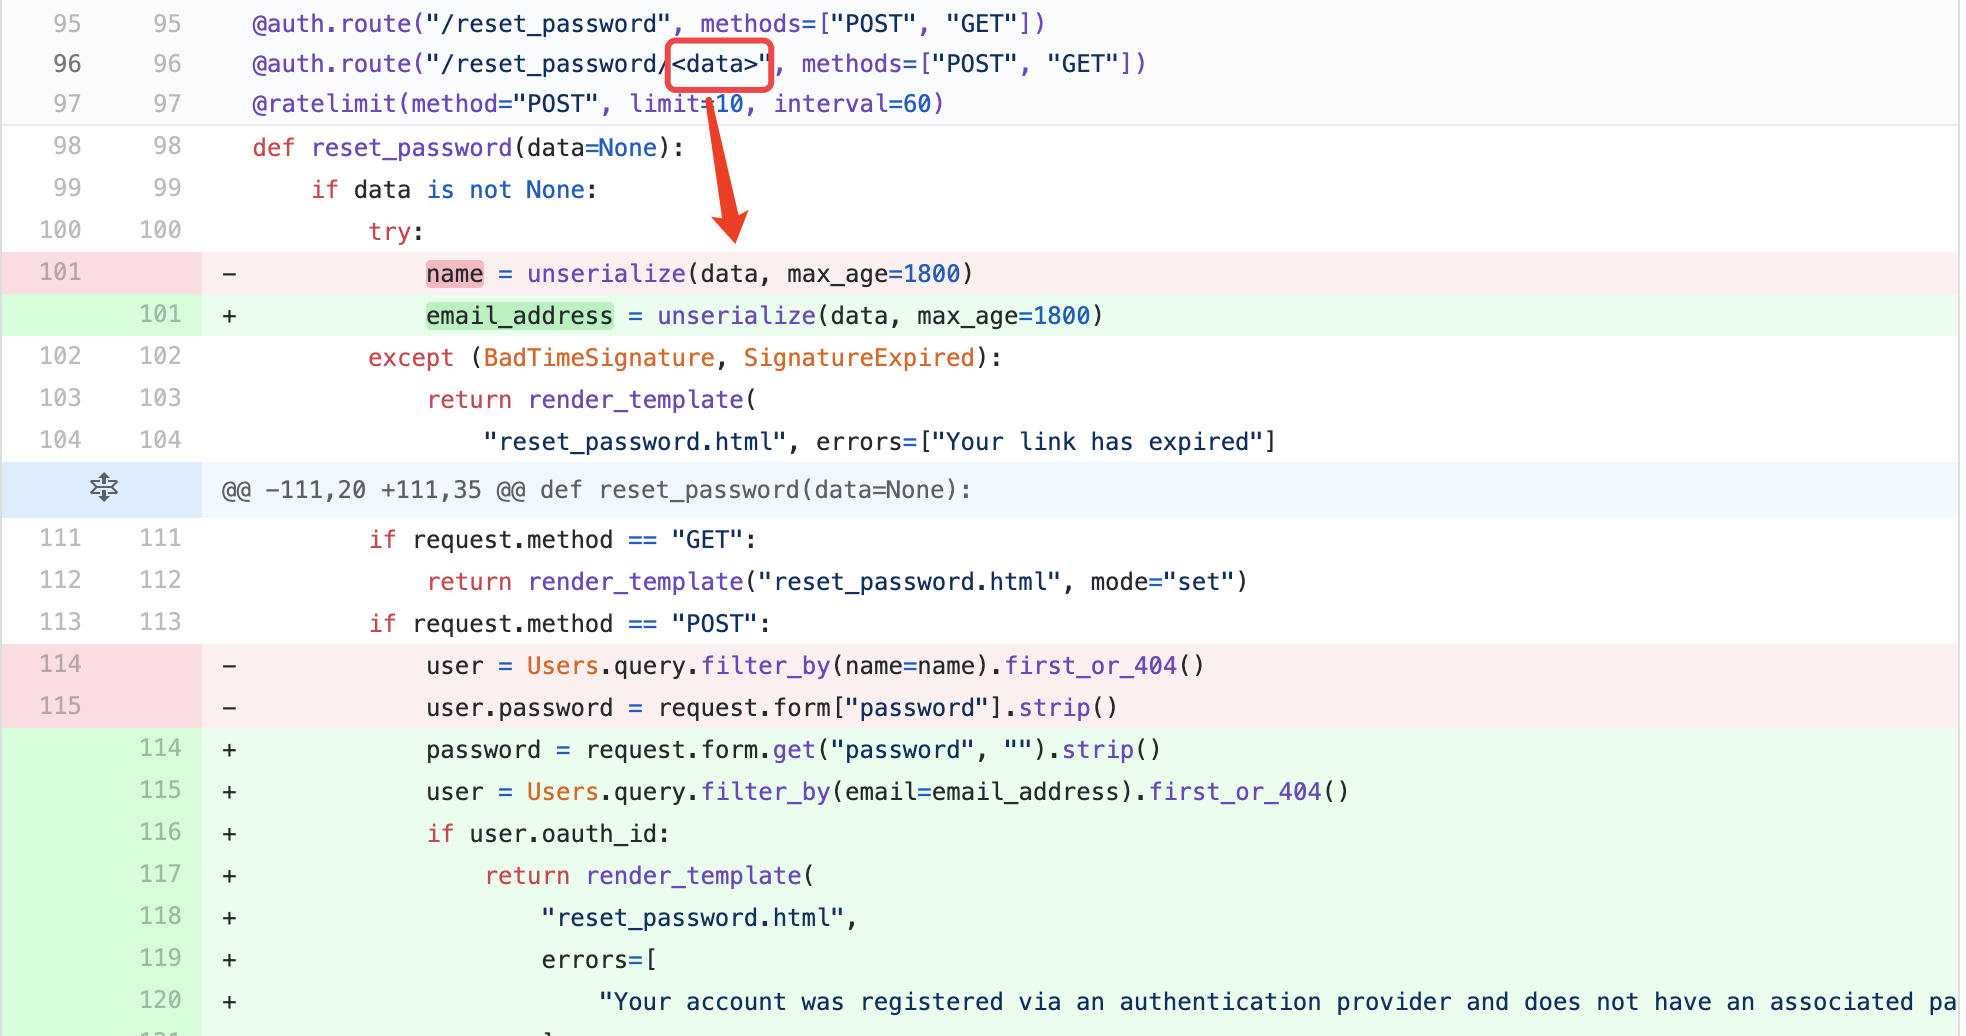 95 95 @auth.route("/reset_password", methods=["POST", "GET"])
96 96 @auth.route("/reset_password/<data>", methods=["POST", "GET"])
97 97 @ratelimit(method="POST", limit=10, interval=60)
98 98 def reset_password(data=None):
99 99 if data is not None:
100 100 try:
101 - name = unserialize(data, max_age=1800)
101 + email_address = unserialize(data, max_age=1800)
102 102 except (BadTimeSignature, SignatureExpired):
103 103 return render_template(
104 104 "reset_password.html", errors=["Your link has expired"]
@@ -111,20 +111,35 @@ def reset_password(data=None):
111 111 if request.method == "GET":
112 112 return render_template("reset_password.html", mode="set")
113 113 if request.method == "POST":
114 - user = Users.query.filter_by(name=name).first_or_404()
115 - user.password = request.form["password"].strip()
114 + password = request.form.get("password", "").strip()
115 + user = Users.query.filter_by(email=email_address).first_or_404()
116 + if user.oauth_id:
117 + return render_template(
118 + "reset_password.html",
119 + errors=[
120 + "Your account was registered via an authentication provider and does not have an associated pa